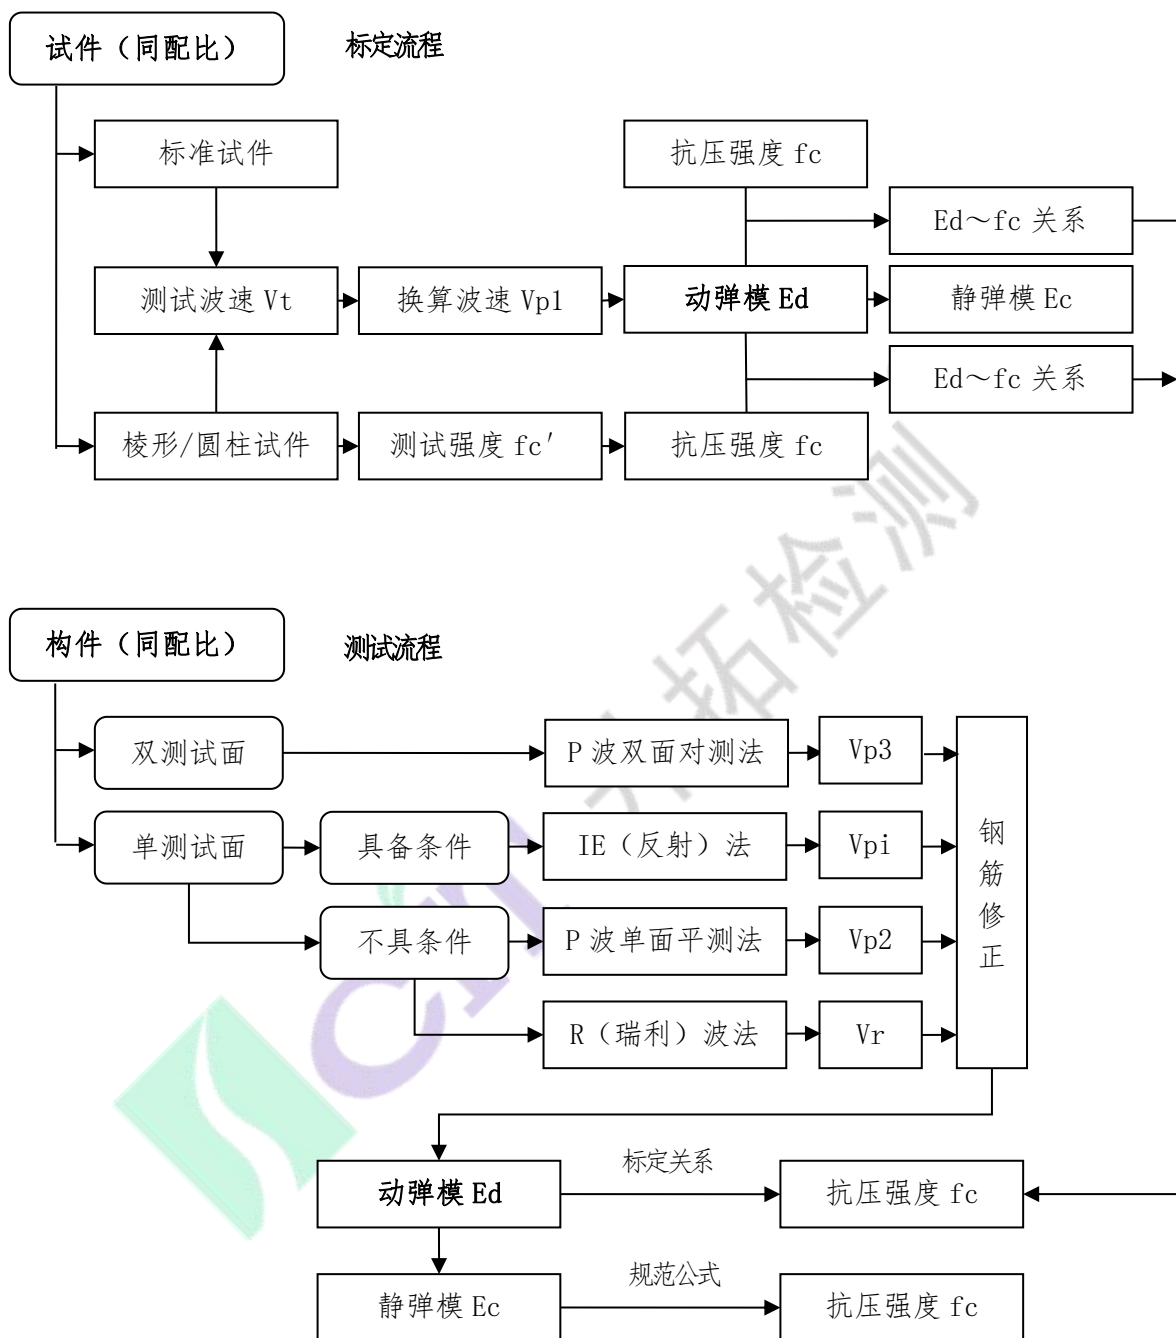 试件（同配比）
标定流程
标准试件
抗压强度 fc
Ed～fc 关系
测试波速 Vt
换算波速 Vp1
动弹模 Ed
静弹模 Ec
Ed～fc 关系
棱形/圆柱试件
测试强度 fc′
抗压强度 fc
构件（同配比）
测试流程
双测试面
P 波双面对测法
Vp3
单测试面
具备条件
IE（反射）法
Vpi
不具条件
P 波单面平测法
Vp2
R（瑞利）波法
Vr
钢筋修正
动弹模 Ed
标定关系
抗压强度 fc
静弹模 Ec
规范公式
抗压强度 fc
升拓检测